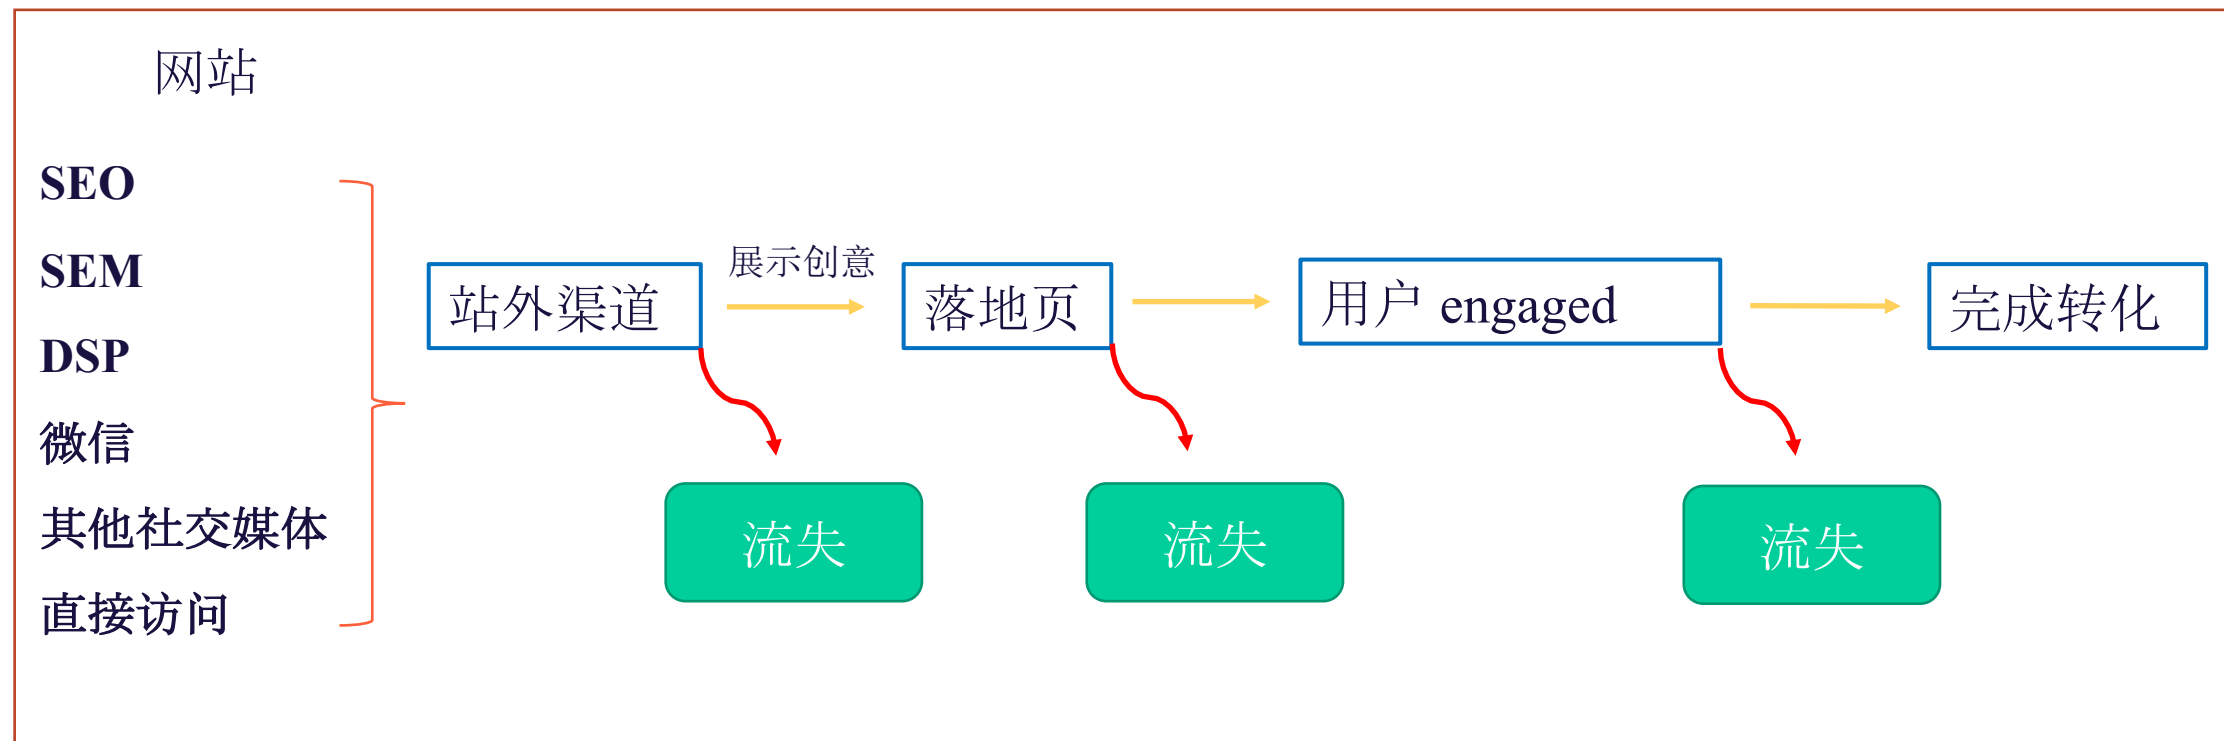 网站
SEO
SEM
DSP
微信
其他社交媒体
直接访问
站外渠道
展示创意
落地页
用户 engaged
完成转化
流失
流失
流失